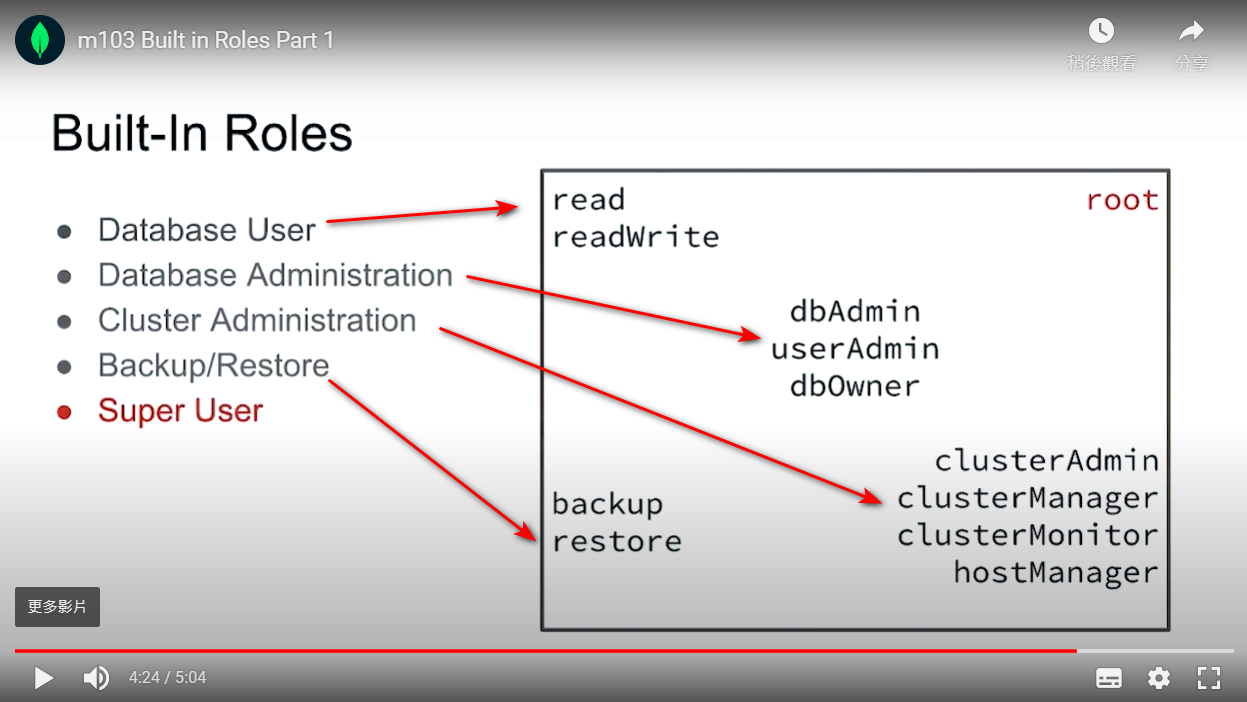 m103 Built in Roles Part 1
稍後觀看
分享
Built-In Roles
Database User
Database Administration
Cluster Administration
Backup/Restore
Super User
read
root
readWrite
dbAdmin
userAdmin
dbOwner
clusterAdmin
clusterManager
clusterMonitor
hostManager
backup
restore
更多影片
4:24 / 5:04